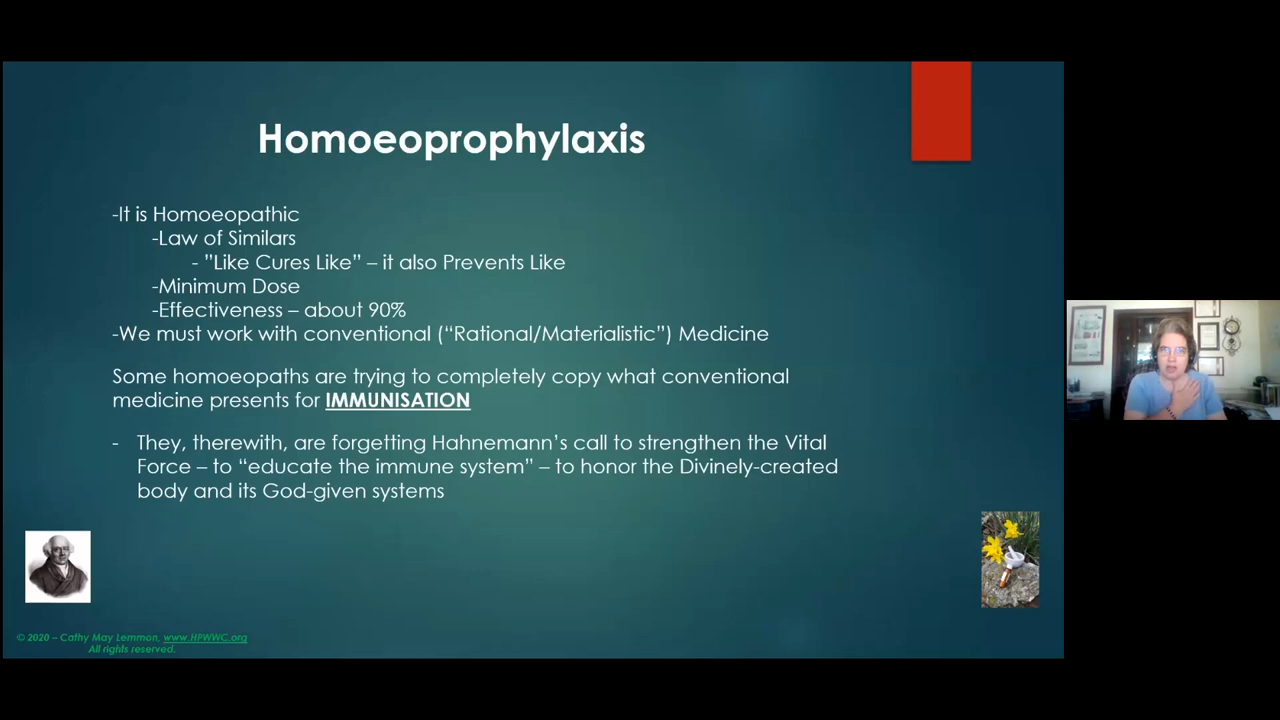 Homoeoprophylaxis
-It is Homoeopathic
-Law of Similars
- ”Like Cures Like” – it also Prevents Like
-Minimum Dose
-Effectiveness – about 90%
-We must work with conventional (“Rational/Materialistic”) Medicine
Some homoeopaths are trying to completely copy what conventional
medicine presents for IMMUNISATION
- They, therewith, are forgetting Hahnemann’s call to strengthen the Vital
Force – to “educate the immune system” – to honor the Divinely-created
body and its God-given systems
© 2020 – Cathy May Lemmon, www.HPWWC.org
All rights reserved.